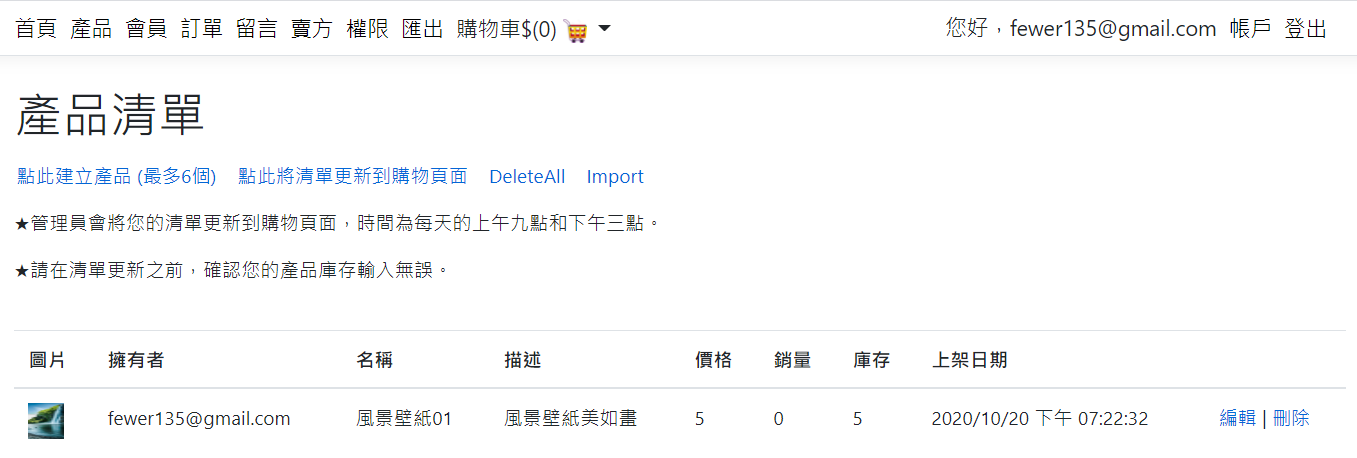 首頁 產品 會員 訂單 留言 賣方 權限 匯出 購物車$(0) 您好，fewer135@gmail.com 帳戶 登出
產品清單
點此建立產品 (最多6個) 點此將清單更新到購物頁面 DeleteAll Import
★管理員會將您的清單更新到購物頁面，時間為每天的上午九點和下午三點。
★請在清單更新之前，確認您的產品庫存輸入無誤。
圖片 擁有者 名稱 描述 價格 銷量 庫存 上架日期
fewer135@gmail.com 風景壁紙01 風景壁紙美如畫 5 0 5 2020/10/20 下午 07:22:32 編輯 | 刪除